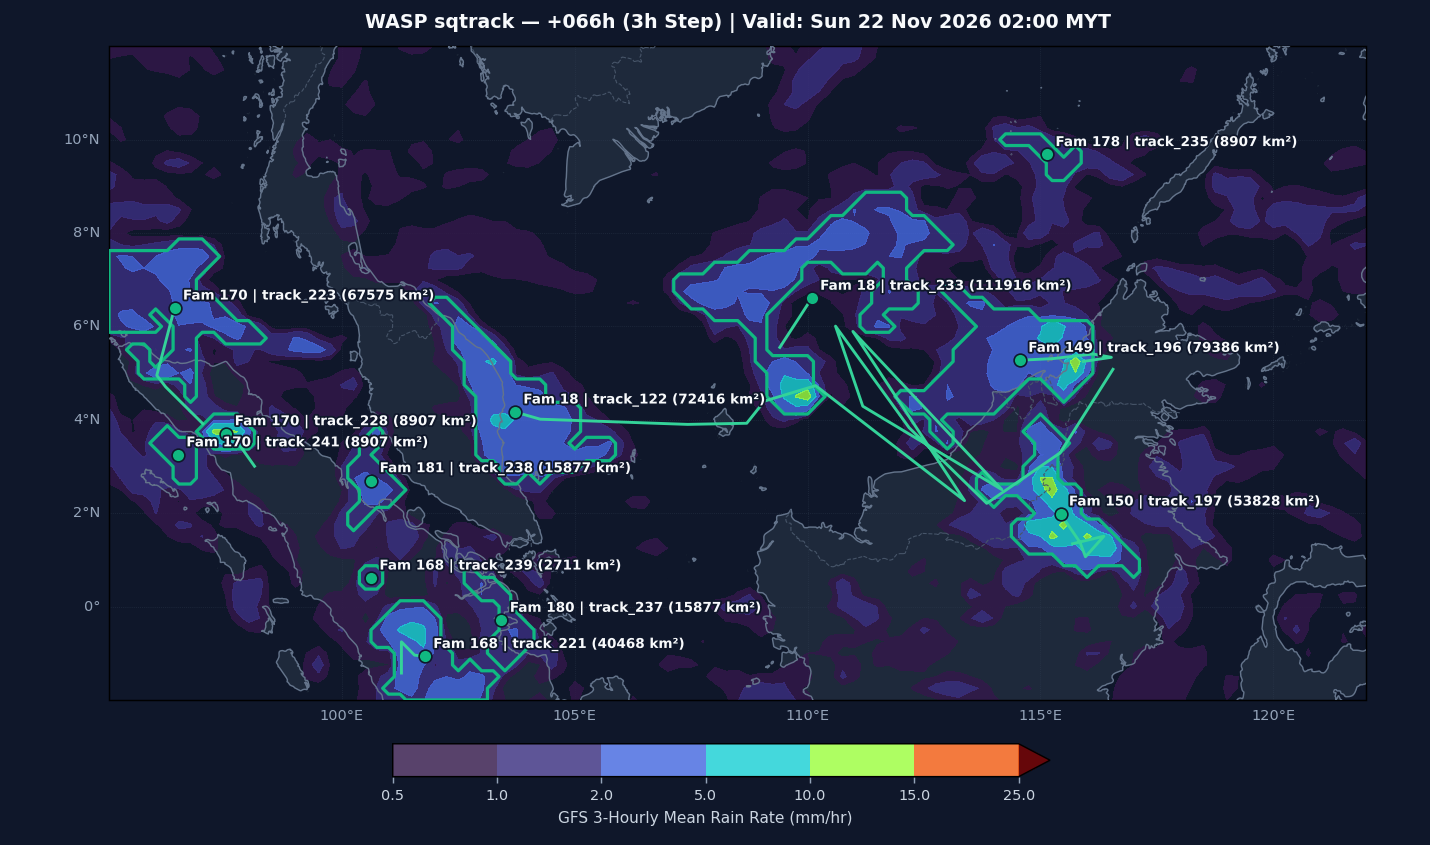 WASP sqtrack — +066h (3h Step) | Valid: Sun 22 Nov 2026 02:00 MYT
10°N
Fam 178 | track_235 (8907 km²)
8°N
Fam 18 | track_233 (111916 km²)
Fam 170 | track_223 (67575 km²)
6°N
Fam 149 | track_196 (79386 km²)
Fam 18 | track_122 (72416 km²)
4°N
Fam 170 | track_228 (8907 km²)
Fam 170 | track_241 (8907 km²)
Fam 181 | track_238 (15877 km²)
2°N
Fam 150 | track_197 (53828 km²)
Fam 168 | track_239 (2711 km²)
0°
Fam 180 | track_237 (15877 km²)
Fam 168 | track_221 (40468 km²)
100°E 105°E 110°E 115°E 120°E
0.5 1.0 2.0 5.0 10.0 15.0 25.0
GFS 3-Hourly Mean Rain Rate (mm/hr)